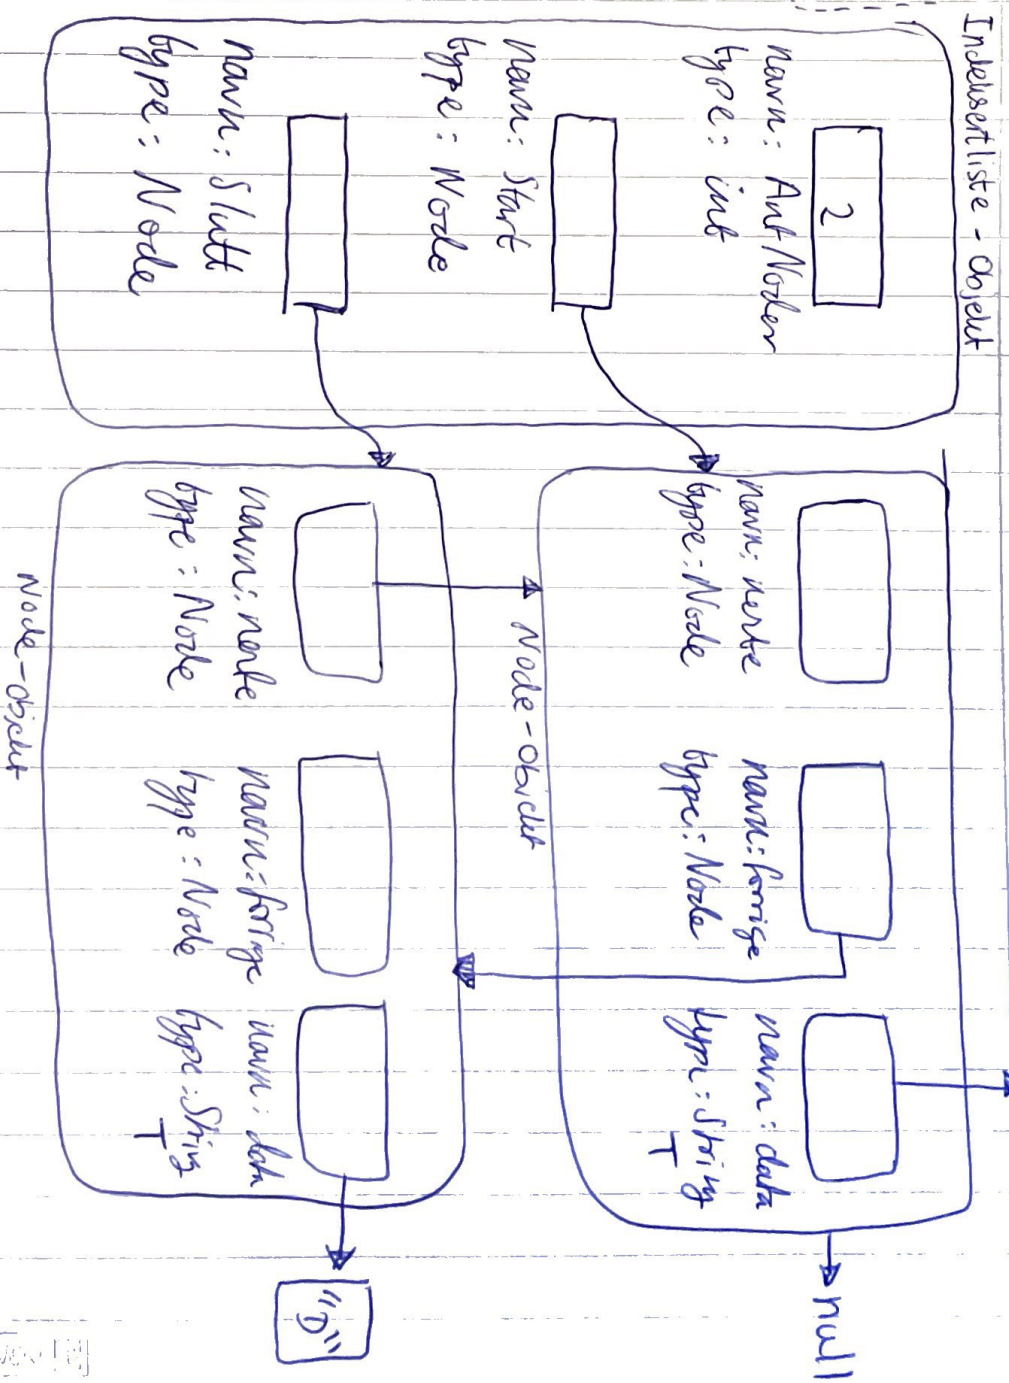 Indeksertliste - objekt
2
navn: AntNoder
type: int
navn: Start
type: Node
navn: Slutt
type: Node
navn: neste
type: Node
navn: forrige
type: Node
navn: data
type: String
T
null
Node-objekt
navn: neste
type: Node
navn: forrige
type: Node
navn: data
type: String
T
"D"
Node-objekt